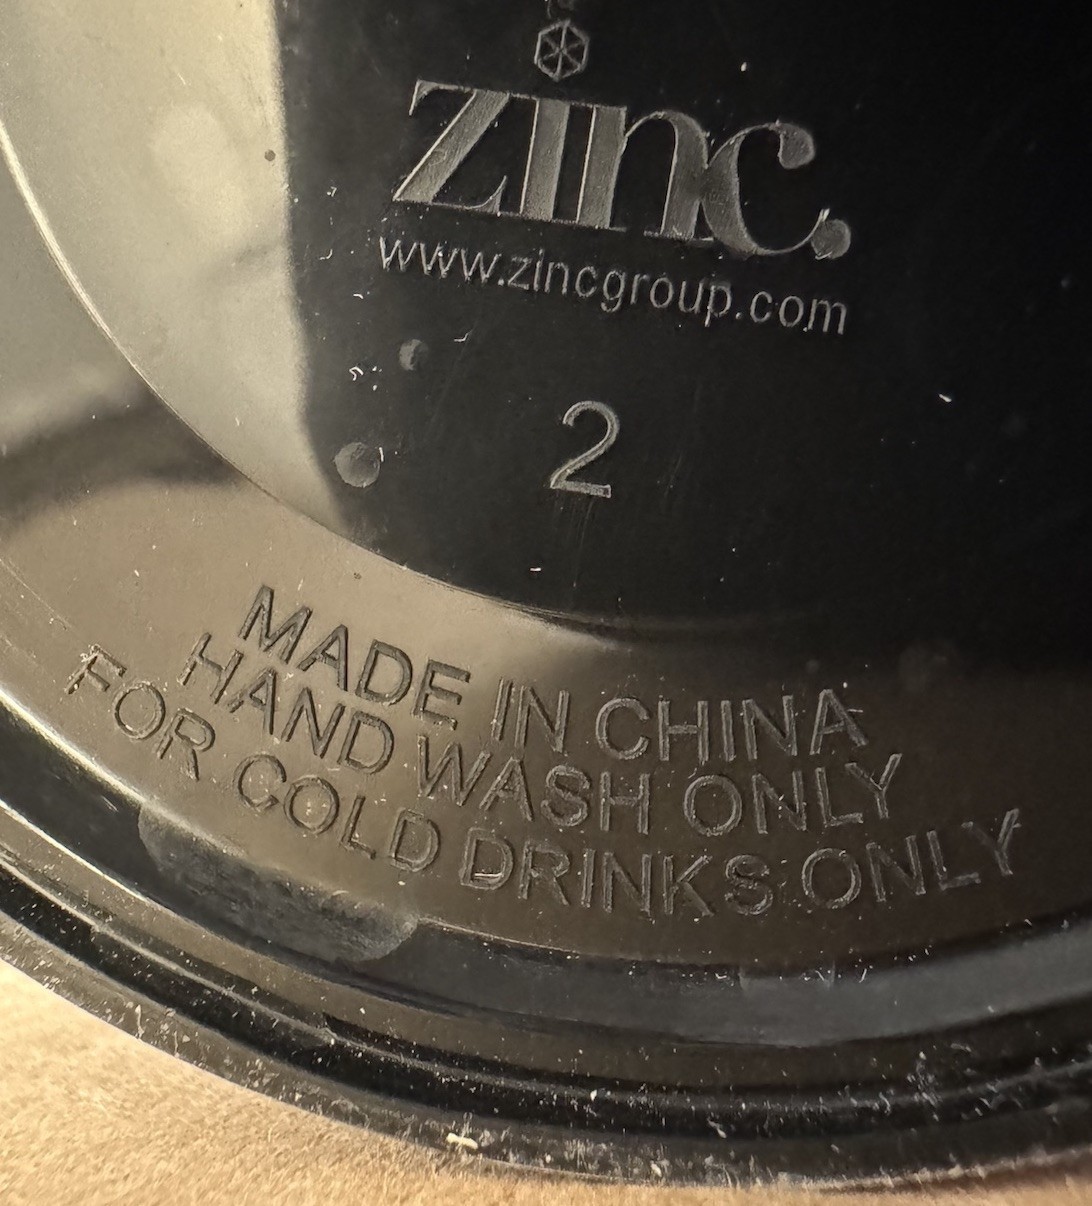 zinc.
www.zincgroup.com
2
MADE IN CHINA
HAND WASH ONLY
FOR COLD DRINKS ONLY